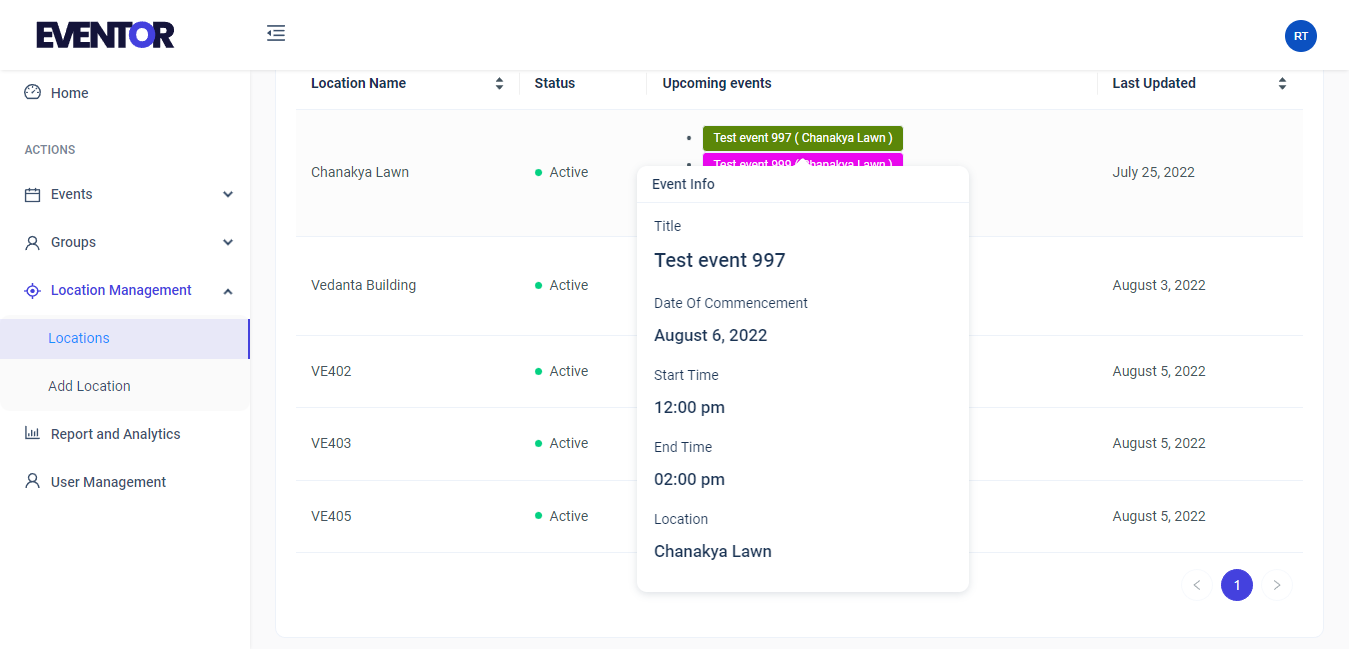 EVENTOR
RT
Home
ACTIONS
Events
Groups
Location Management
Locations
Add Location
Report and Analytics
User Management
Location Name Status Upcoming events Last Updated
Test event 997 ( Chanakya Lawn )
Test event 999 ( Chanakya Lawn )
Chanakya Lawn Active July 25, 2022
Vedanta Building Active August 3, 2022
VE402 Active August 5, 2022
VE403 Active August 5, 2022
VE405 Active August 5, 2022
Event Info
Title
Test event 997
Date Of Commencement
August 6, 2022
Start Time
12:00 pm
End Time
02:00 pm
Location
Chanakya Lawn
< 1 >